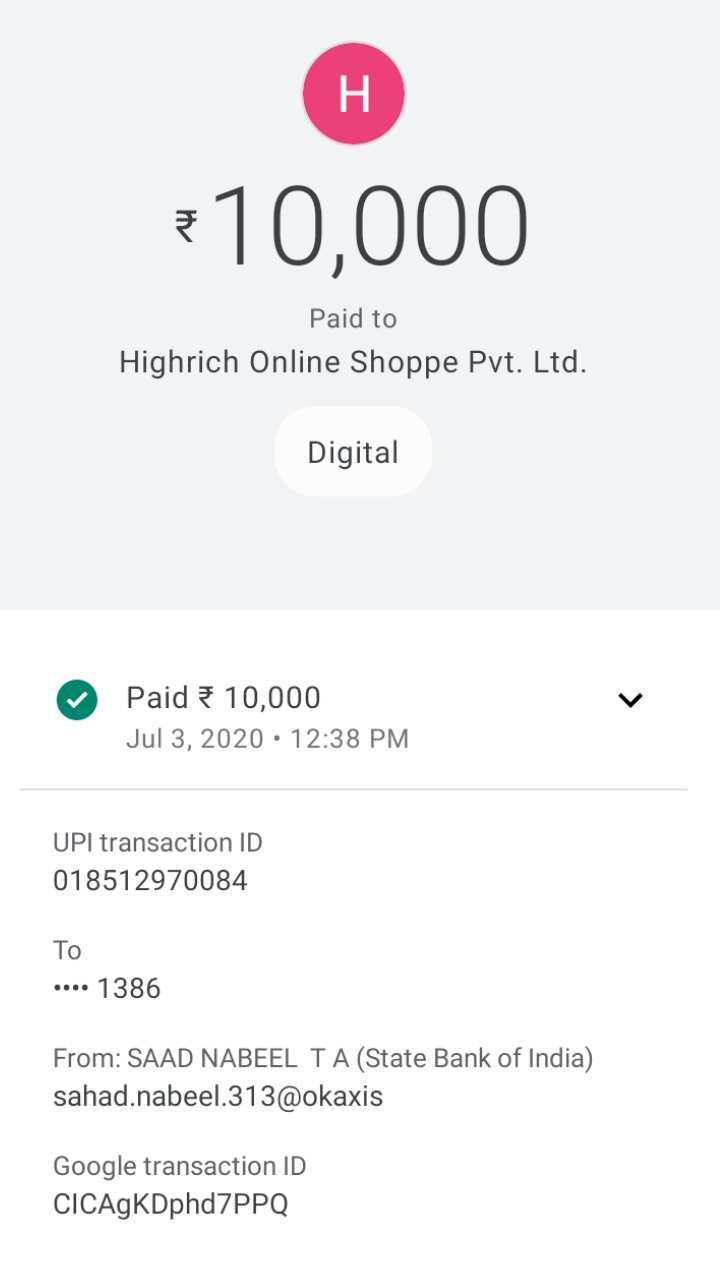 H
₹10,000
Paid to
Highrich Online Shoppe Pvt. Ltd.
Digital
Paid ₹ 10,000
Jul 3, 2020 • 12:38 PM
UPI transaction ID
018512970084
To
•••• 1386
From: SAAD NABEEL  T A (State Bank of India)
sahad.nabeel.313@okaxis
Google transaction ID
CICAgKDphd7PPQ